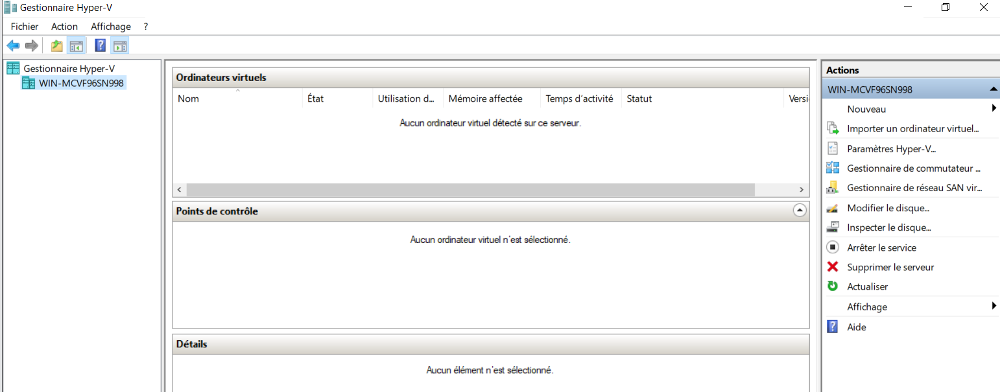 Gestionnaire Hyper-V
Fichier Action Affichage ?
Gestionnaire Hyper-V
WIN-MCVF96SN998
Ordinateurs virtuels
Nom État Utilisation d... Mémoire affectée Temps d'activité Statut Versi
Aucun ordinateur virtuel détecté sur ce serveur.
Points de contrôle
Aucun ordinateur virtuel n'est sélectionné.
Détails
Aucun élément n'est sélectionné.
Actions
WIN-MCVF96SN998
Nouveau
Importer un ordinateur virtuel...
Paramètres Hyper-V...
Gestionnaire de commutateur ...
Gestionnaire de réseau SAN vir...
Modifier le disque...
Inspecter le disque...
Arrêter le service
Supprimer le serveur
Actualiser
Affichage
Aide